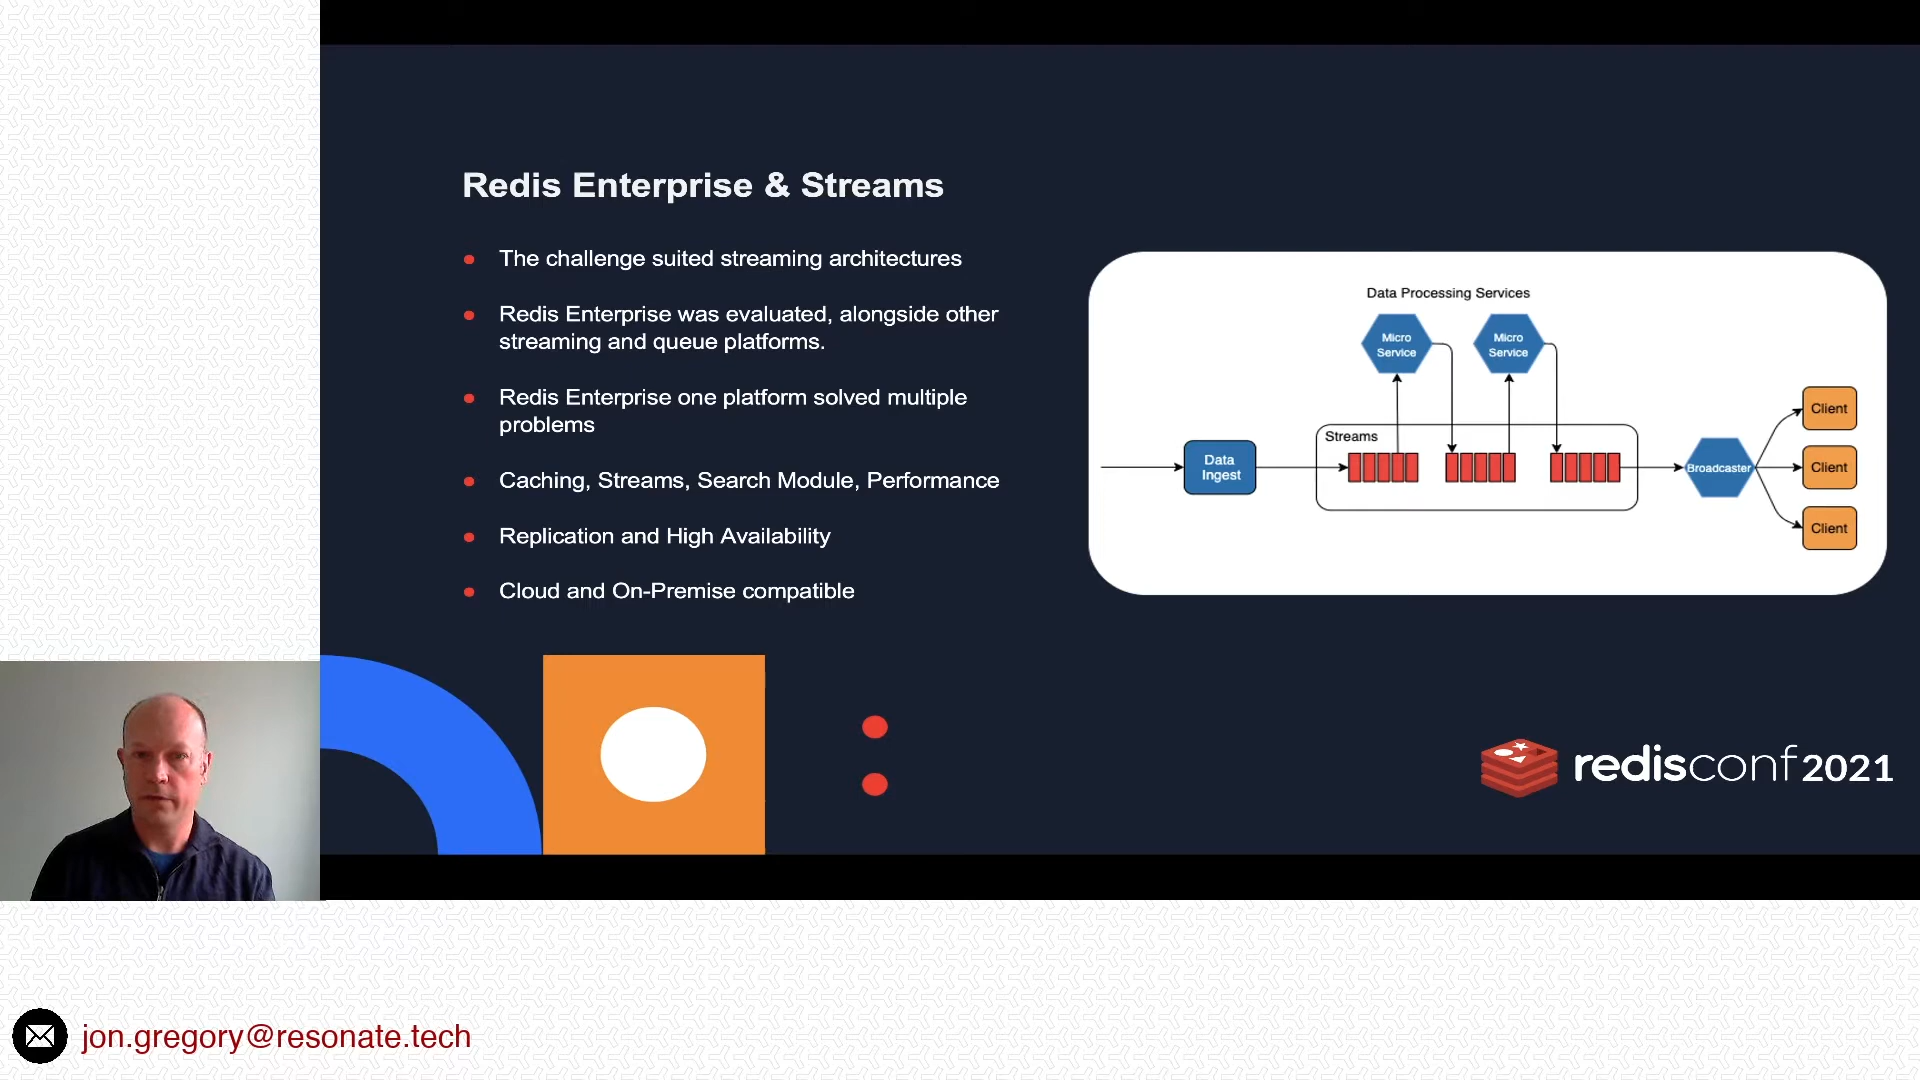 Redis Enterprise & Streams
The challenge suited streaming architectures
Redis Enterprise was evaluated, alongside other
streaming and queue platforms.
Redis Enterprise one platform solved multiple
problems
Caching, Streams, Search Module, Performance
Replication and High Availability
Cloud and On-Premise compatible
Data Processing Services
Micro
Service
Micro
Service
Streams
Data
Ingest
Broadcaster
Client
Client
Client
redisconf2021
jon.gregory@resonate.tech